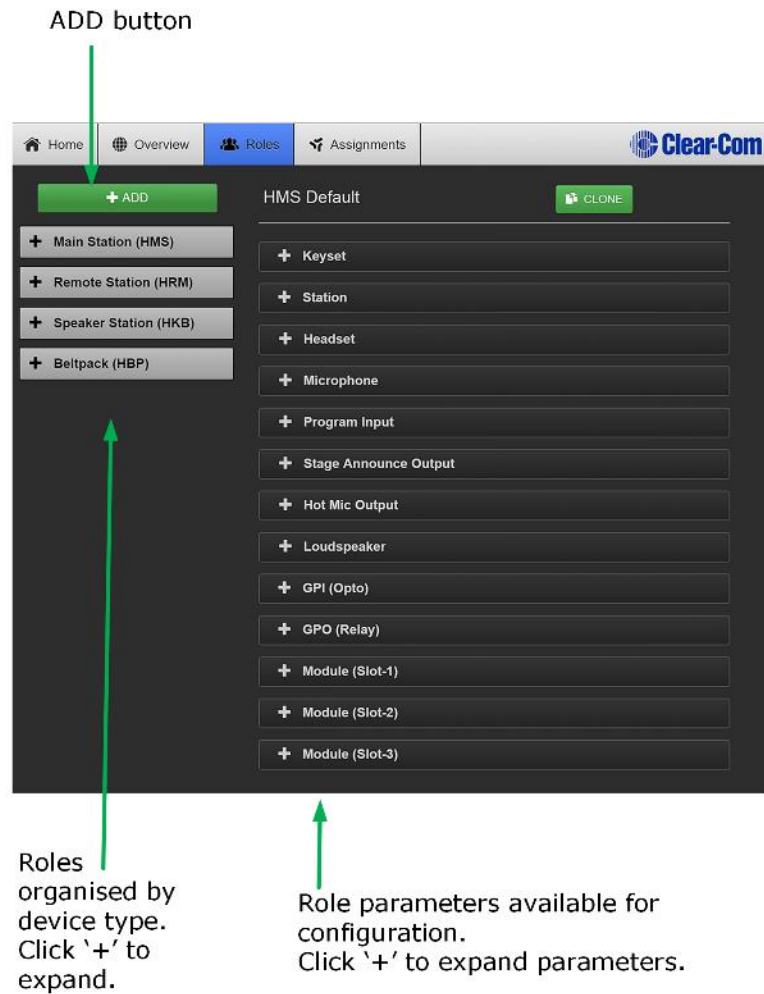 ADD button
Home
Overview
Roles
Assignments
Clear-Com
+ ADD
HMS Default
CLONE
+ Main Station (HMS)
+ Remote Station (HRM)
+ Speaker Station (HKB)
+ Beltpack (HBP)
+ Keyset
+ Station
+ Headset
+ Microphone
+ Program Input
+ Stage Announce Output
+ Hot Mic Output
+ Loudspeaker
+ GPI (Opto)
+ GPO (Relay)
+ Module (Slot-1)
+ Module (Slot-2)
+ Module (Slot-3)
Roles
organised by
device type.
Click ‘+’ to
expand.
Role parameters available for
configuration.
Click ‘+’ to expand parameters.